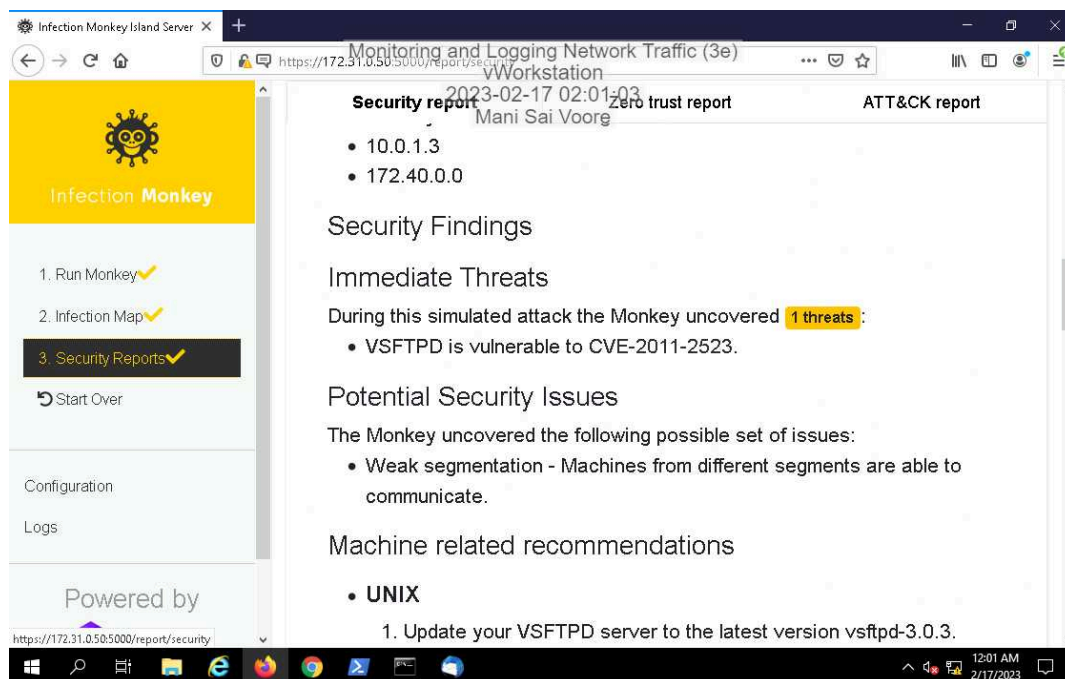 Infection Monkey Island Server
https://172.31.0.50:5000/report/security
Monitoring and Logging Network Traffic (3e)
vWorkstation
2023-02-17 02:01:03
Mani Sai Voore
Security report
Zero trust report
ATT&CK report
Infection Monkey
1. Run Monkey
2. Infection Map
3. Security Reports
Start Over
Configuration
Logs
Powered by
• 10.0.1.3
• 172.40.0.0
Security Findings
Immediate Threats
During this simulated attack the Monkey uncovered 1 threats :
• VSFTPD is vulnerable to CVE-2011-2523.
Potential Security Issues
The Monkey uncovered the following possible set of issues:
• Weak segmentation - Machines from different segments are able to
communicate.
Machine related recommendations
• UNIX
1. Update your VSFTPD server to the latest version vsftpd-3.0.3.
https://172.31.0.50:5000/report/security
12:01 AM
2/17/2023